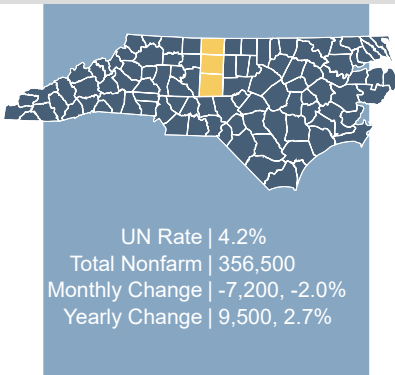 UN Rate | 4.2%
Total Nonfarm | 356,500
Monthly Change | -7,200, -2.0%
Yearly Change | 9,500, 2.7%